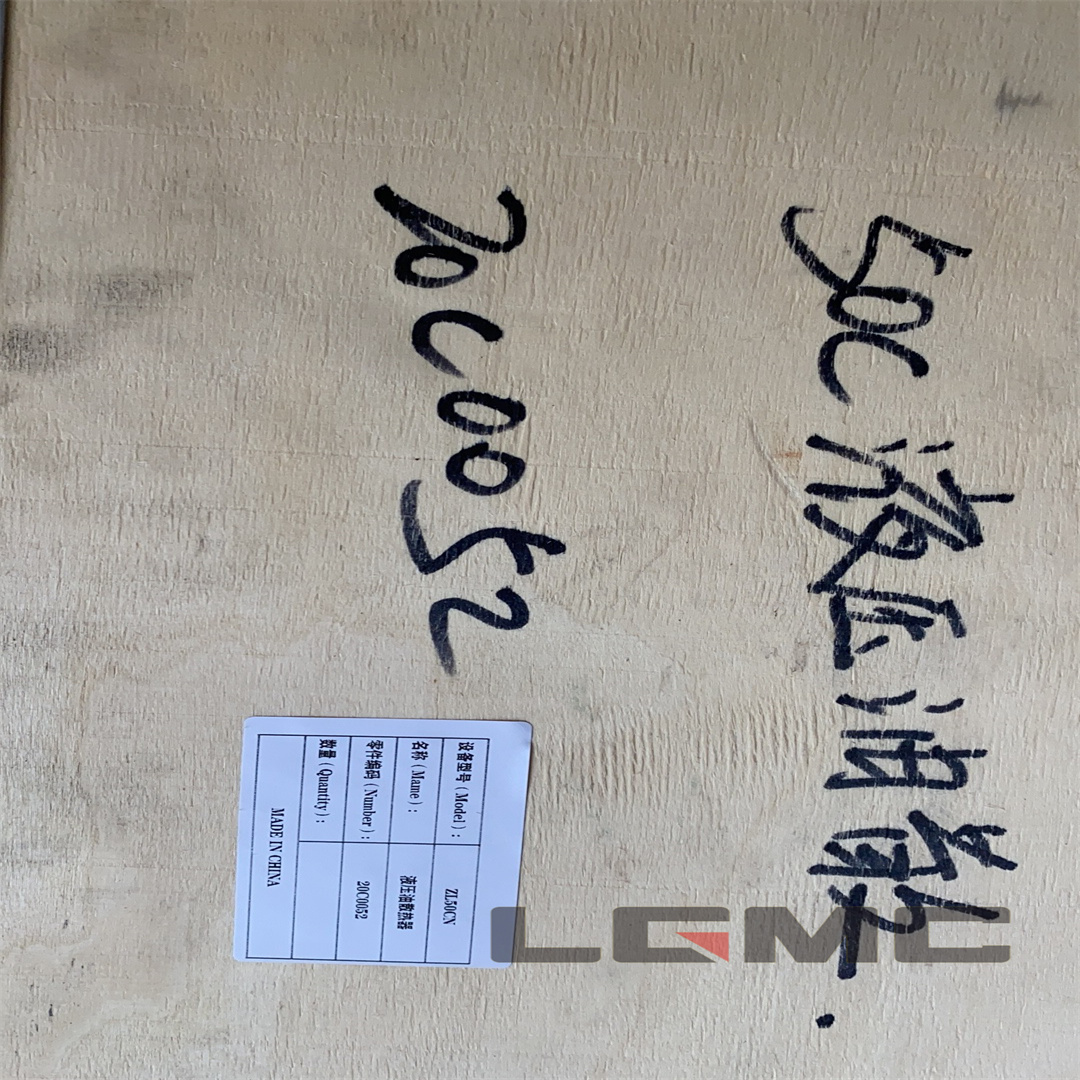 50C液压油散.
20C0052
设备型号（Model）： ZL50CN
名称（Mame）： 液压油散热器
零件编码（Number）： 20C0052
数量（Quantity）：
MADE IN CHINA
LGMC